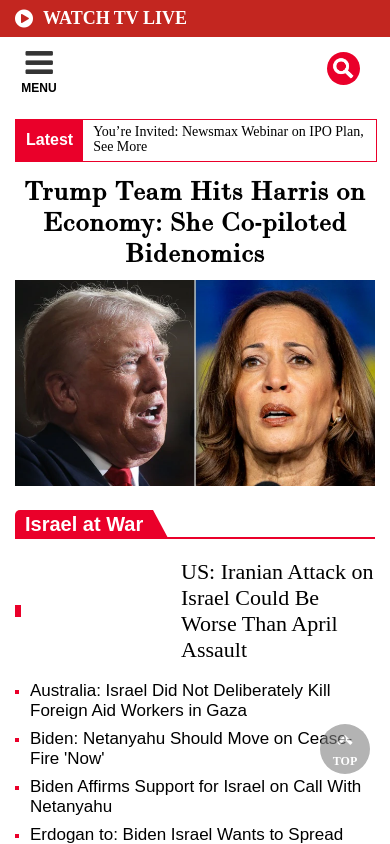 WATCH TV LIVE
MENU
Latest
You’re Invited: Newsmax Webinar on IPO Plan,
See More
Trump Team Hits Harris on
Economy: She Co-piloted
Bidenomics
Israel at War
US: Iranian Attack on
Israel Could Be
Worse Than April
Assault
Australia: Israel Did Not Deliberately Kill
Foreign Aid Workers in Gaza
Biden: Netanyahu Should Move on Cease-
Fire 'Now'
TOP
Biden Affirms Support for Israel on Call With
Netanyahu
Erdogan to: Biden Israel Wants to Spread